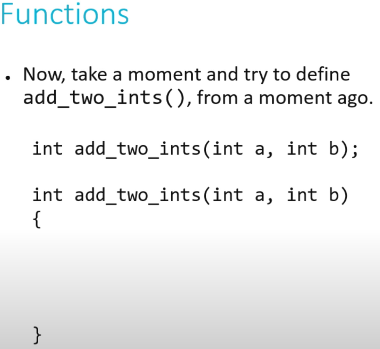 Functions
• Now, take a moment and try to define
add_two_ints(), from a moment ago.
int add_two_ints(int a, int b);
int add_two_ints(int a, int b)
{
}